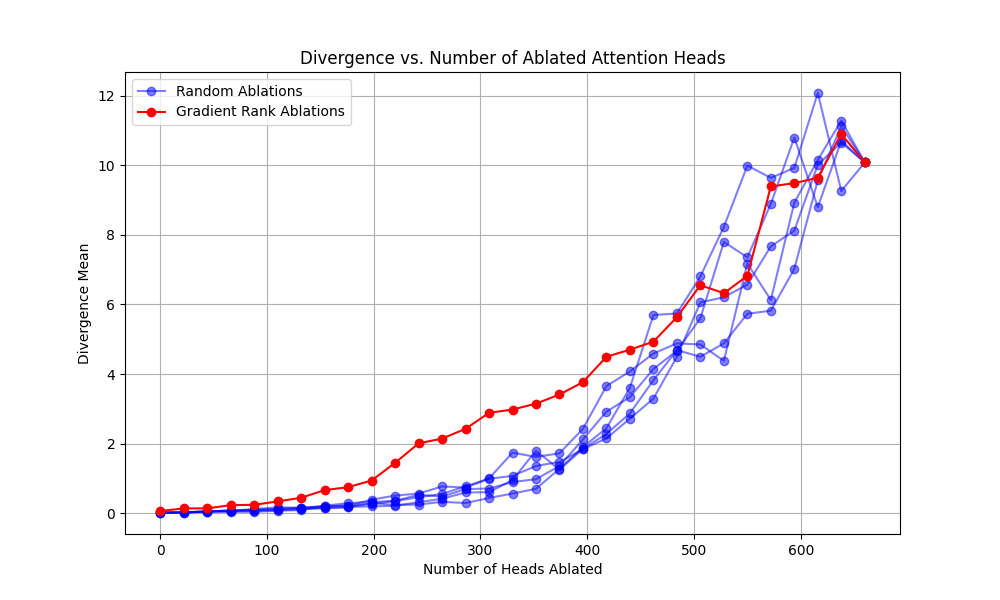 Divergence vs. Number of Ablated Attention Heads
Random Ablations
Gradient Rank Ablations
12
10
8
6
4
2
0
Divergence Mean
0 100 200 300 400 500 600
Number of Heads Ablated